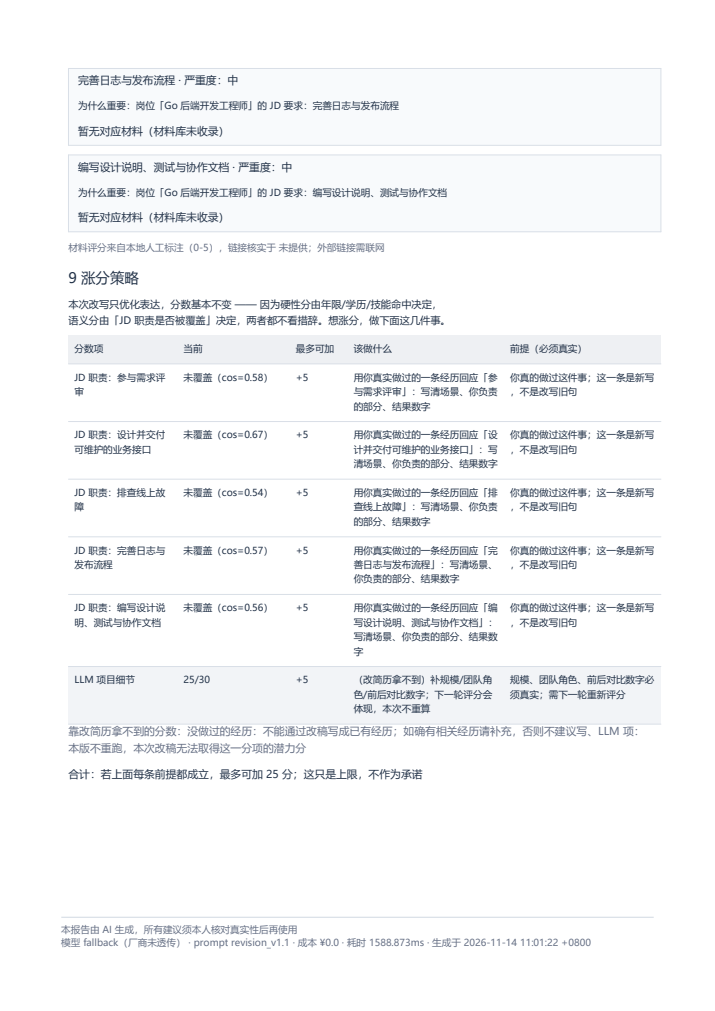 完善日志与发布流程 · 严重度：中
为什么重要：岗位「Go 后端开发工程师」的 JD 要求：完善日志与发布流程
暂无对应材料（材料库未收录）
编写设计说明、测试与协作文档 · 严重度：中
为什么重要：岗位「Go 后端开发工程师」的 JD 要求：编写设计说明、测试与协作文档
暂无对应材料（材料库未收录）
材料评分来自本地人工标注（0-5），链接核实于 未提供；外部链接需联网
9 涨分策略
本次改写只优化表达，分数基本不变 —— 因为硬性分由年限/学历/技能命中决定，
语义分由「JD 职责是否被覆盖」决定，两者都不看措辞。想涨分，做下面这几件事。
分数项 当前 最多可加 该做什么 前提（必须真实）
JD 职责：参与需求评 未覆盖（cos=0.58） +5 用你真实做过的一条经历回应「参 你真的做过这件事；这一条是新写
审 与需求评审」：写清场景、你负责 ，不是改写旧句
的部分、结果数字
JD 职责：设计并交付 未覆盖（cos=0.67） +5 用你真实做过的一条经历回应「设 你真的做过这件事；这一条是新写
可维护的业务接口 计并交付可维护的业务接口」：写 ，不是改写旧句
清场景、你负责的部分、结果数字
JD 职责：排查线上故 未覆盖（cos=0.54） +5 用你真实做过的一条经历回应「排 你真的做过这件事；这一条是新写
障 查线上故障」：写清场景、你负责 ，不是改写旧句
的部分、结果数字
JD 职责：完善日志与 未覆盖（cos=0.57） +5 用你真实做过的一条经历回应「完 你真的做过这件事；这一条是新写
发布流程 善日志与发布流程」：写清场景、 ，不是改写旧句
你负责的部分、结果数字
JD 职责：编写设计说 未覆盖（cos=0.56） +5 用你真实做过的一条经历回应「编 你真的做过这件事；这一条是新写
明、测试与协作文档 写设计说明、测试与协作文档」： ，不是改写旧句
写清场景、你负责的部分、结果数
字
LLM 项目细节 25/30 +5 （改简历拿不到）补规模/团队角 规模、团队角色、前后对比数字必
色/前后对比数字；下一轮评分会 须真实；需下一轮重新评分
体现，本次不重算
靠改简历拿不到的分数：没做过的经历：不能通过改稿写成已有经历；如确有相关经历请补充，否则不建议写、LLM 项：
本版不重跑，本次改稿无法取得这一分项的潜力分
合计：若上面每条前提都成立，最多可加 25 分；这只是上限，不作为承诺
本报告由 AI 生成，所有建议须本人核对真实性后再使用
模型 fallback（厂商未透传） · prompt revision_v1.1 · 成本 ¥0.0 · 耗时 1588.873ms · 生成于 2026-11-14 11:01:22 +0800